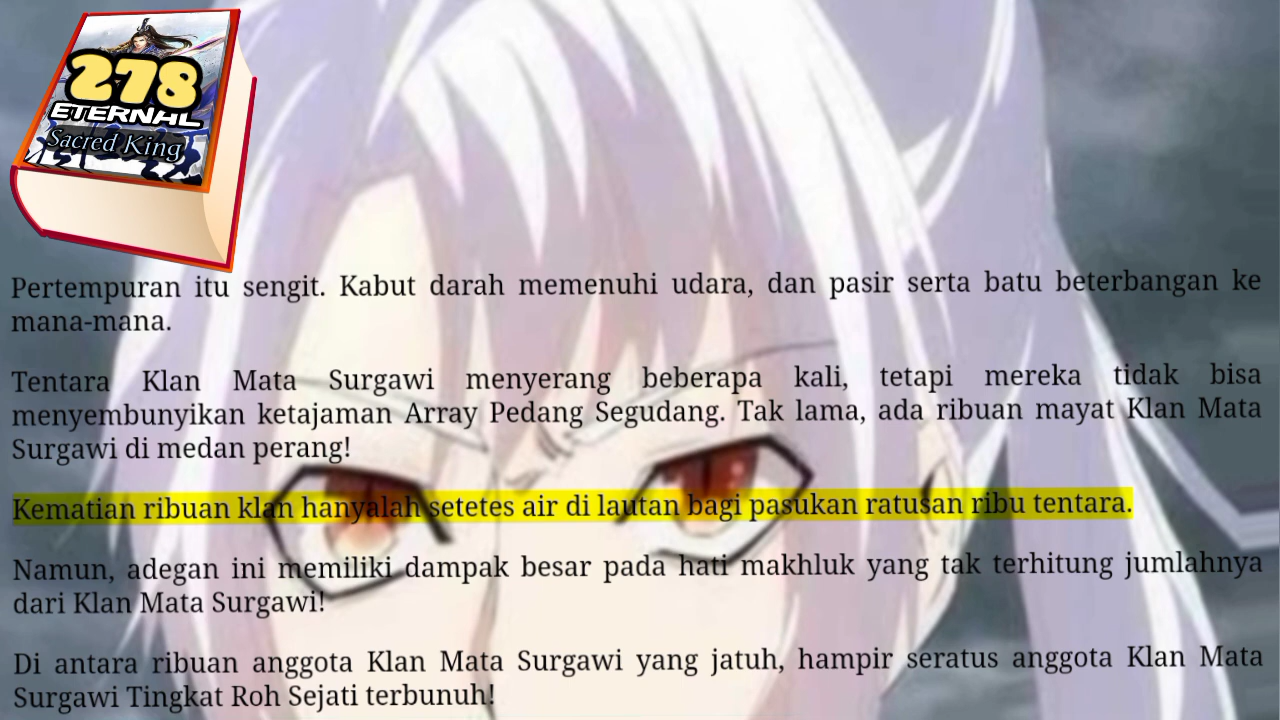 278
ETERNAL
Sacred King
Pertempuran itu sengit. Kabut darah memenuhi udara, dan pasir serta batu beterbangan ke
mana-mana.
Tentara Klan Mata Surgawi menyerang beberapa kali, tetapi mereka tidak bisa
menyembunyikan ketajaman Array Pedang Segudang. Tak lama, ada ribuan mayat Klan Mata
Surgawi di medan perang!
Kematian ribuan klan hanyalah setetes air di lautan bagi pasukan ratusan ribu tentara.
Namun, adegan ini memiliki dampak besar pada hati makhluk yang tak terhitung jumlahnya
dari Klan Mata Surgawi!
Di antara ribuan anggota Klan Mata Surgawi yang jatuh, hampir seratus anggota Klan Mata
Surgawi Tingkat Roh Sejati terbunuh!